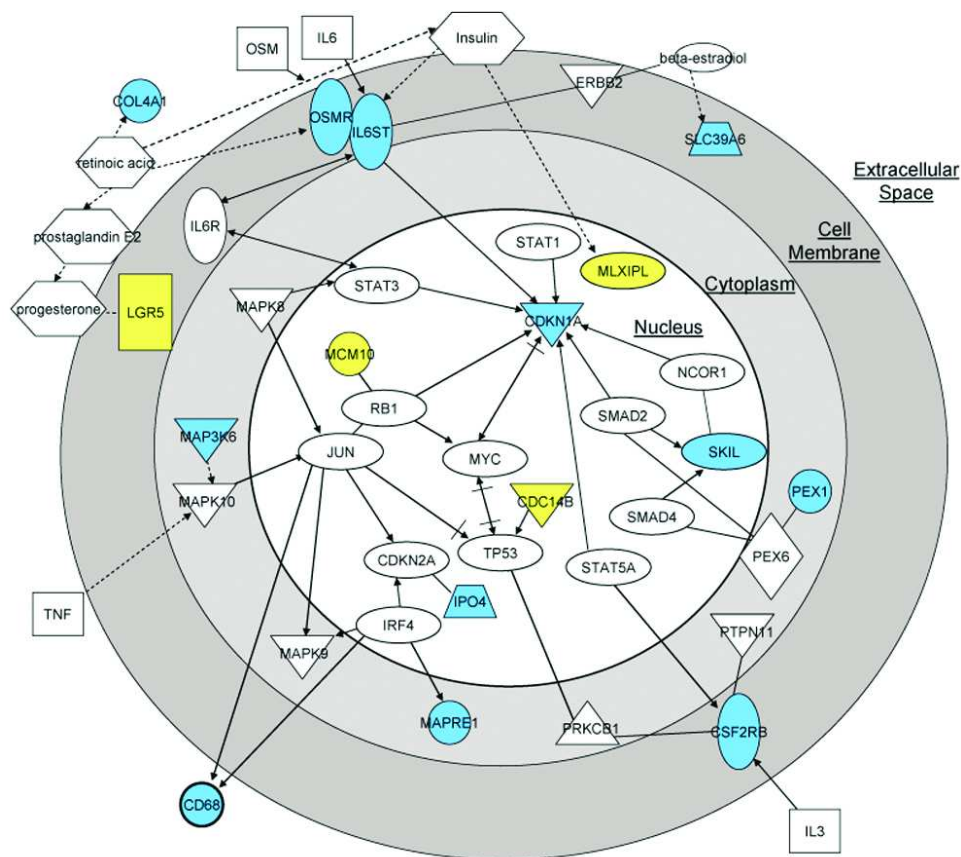 IL6
Insulin
OSM
beta-estradiol
ERBB2
COL4A1
OSMR
IL6ST
SLC39A6
retinoic acid
Extracellular
Space
IL6R
prostaglandin E2
STAT1
Cell
Membrane
MLXIPL
Cytoplasm
STAT3
progesterone
LGR5
MAPK8
CDKN1A
Nucleus
MCM10
NCOR1
RB1
SMAD2
MAP3K6
JUN
MYC
SKIL
PEX1
MAPK10
CDC14B
SMAD4
TP53
CDKN2A
PEX6
STAT5A
TNF
IPO4
IRF4
PTPN11
MAPK9
MAPRE1
PRKCB1
CSF2RB
CD68
IL3